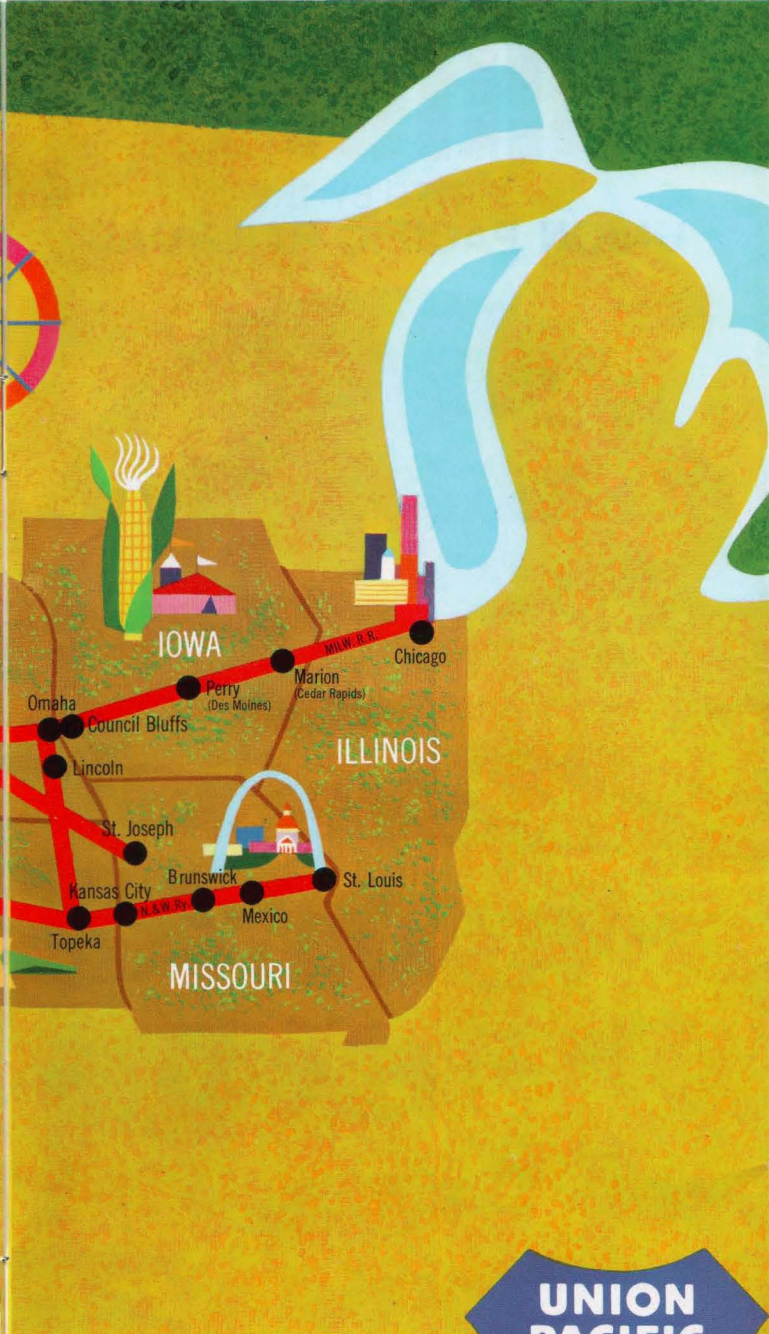 IOWA
MILW. R.R.
Chicago
Marion
(Cedar Rapids)
Perry
(Des Moines)
Omaha
Council Bluffs
ILLINOIS
Lincoln
St. Joseph
Brunswick
St. Louis
Kansas City
N. & W. Ry.
Mexico
Topeka
MISSOURI
UNION
PACIFIC